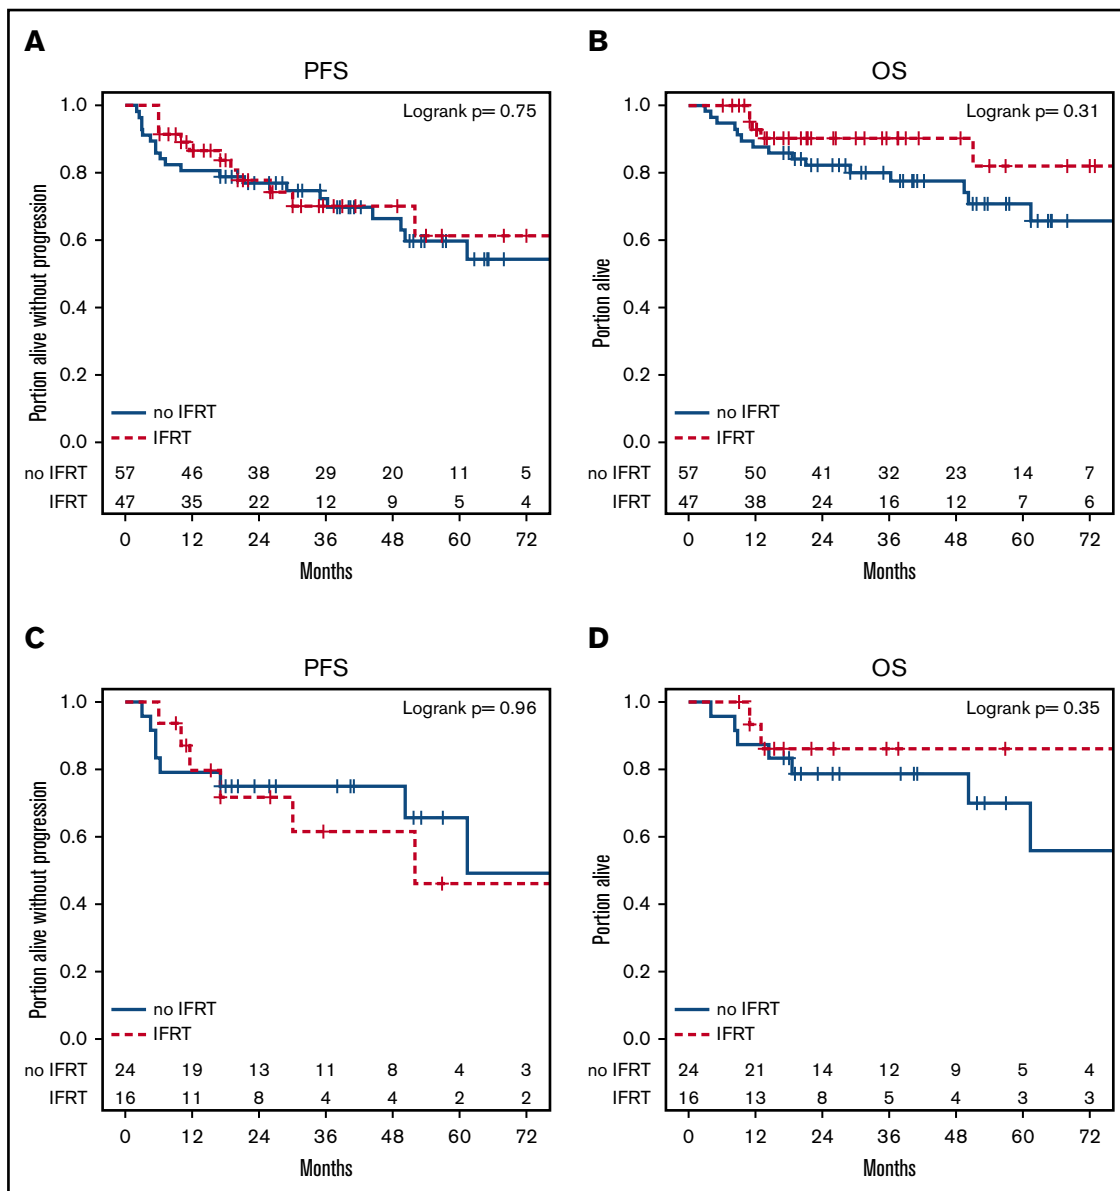 A
PFS
Logrank p= 0.75
Portion alive without progression
1.0
0.8
0.6
0.4
0.2
0.0
no IFRT
IFRT
no IFRT 57 46 38 29 20 11 5
IFRT 47 35 22 12 9 5 4
0 12 24 36 48 60 72
Months
B
OS
Logrank p= 0.31
Portion alive
1.0
0.8
0.6
0.4
0.2
0.0
no IFRT
IFRT
57 50 41 32 23 14 7
47 38 24 16 12 7 6
0 12 24 36 48 60 72
Months
C
PFS
Logrank p= 0.96
Portion alive without progression
1.0
0.8
0.6
0.4
0.2
0.0
no IFRT
IFRT
no IFRT 24 19 13 11 8 4 3
IFRT 16 11 8 4 4 2 2
0 12 24 36 48 60 72
Months
D
OS
Logrank p= 0.35
Portion alive
1.0
0.8
0.6
0.4
0.2
0.0
no IFRT
IFRT
24 21 14 12 9 5 4
16 13 8 5 4 3 3
0 12 24 36 48 60 72
Months